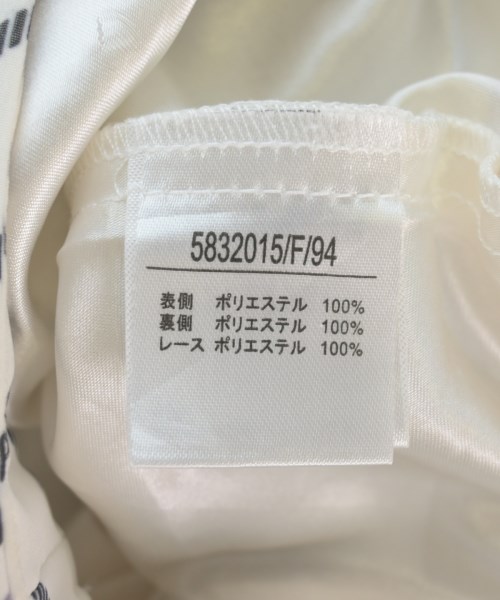 5832015/F/94
表側 ポリエステル 100%
裏側 ポリエステル 100%
レース ポリエステル 100%